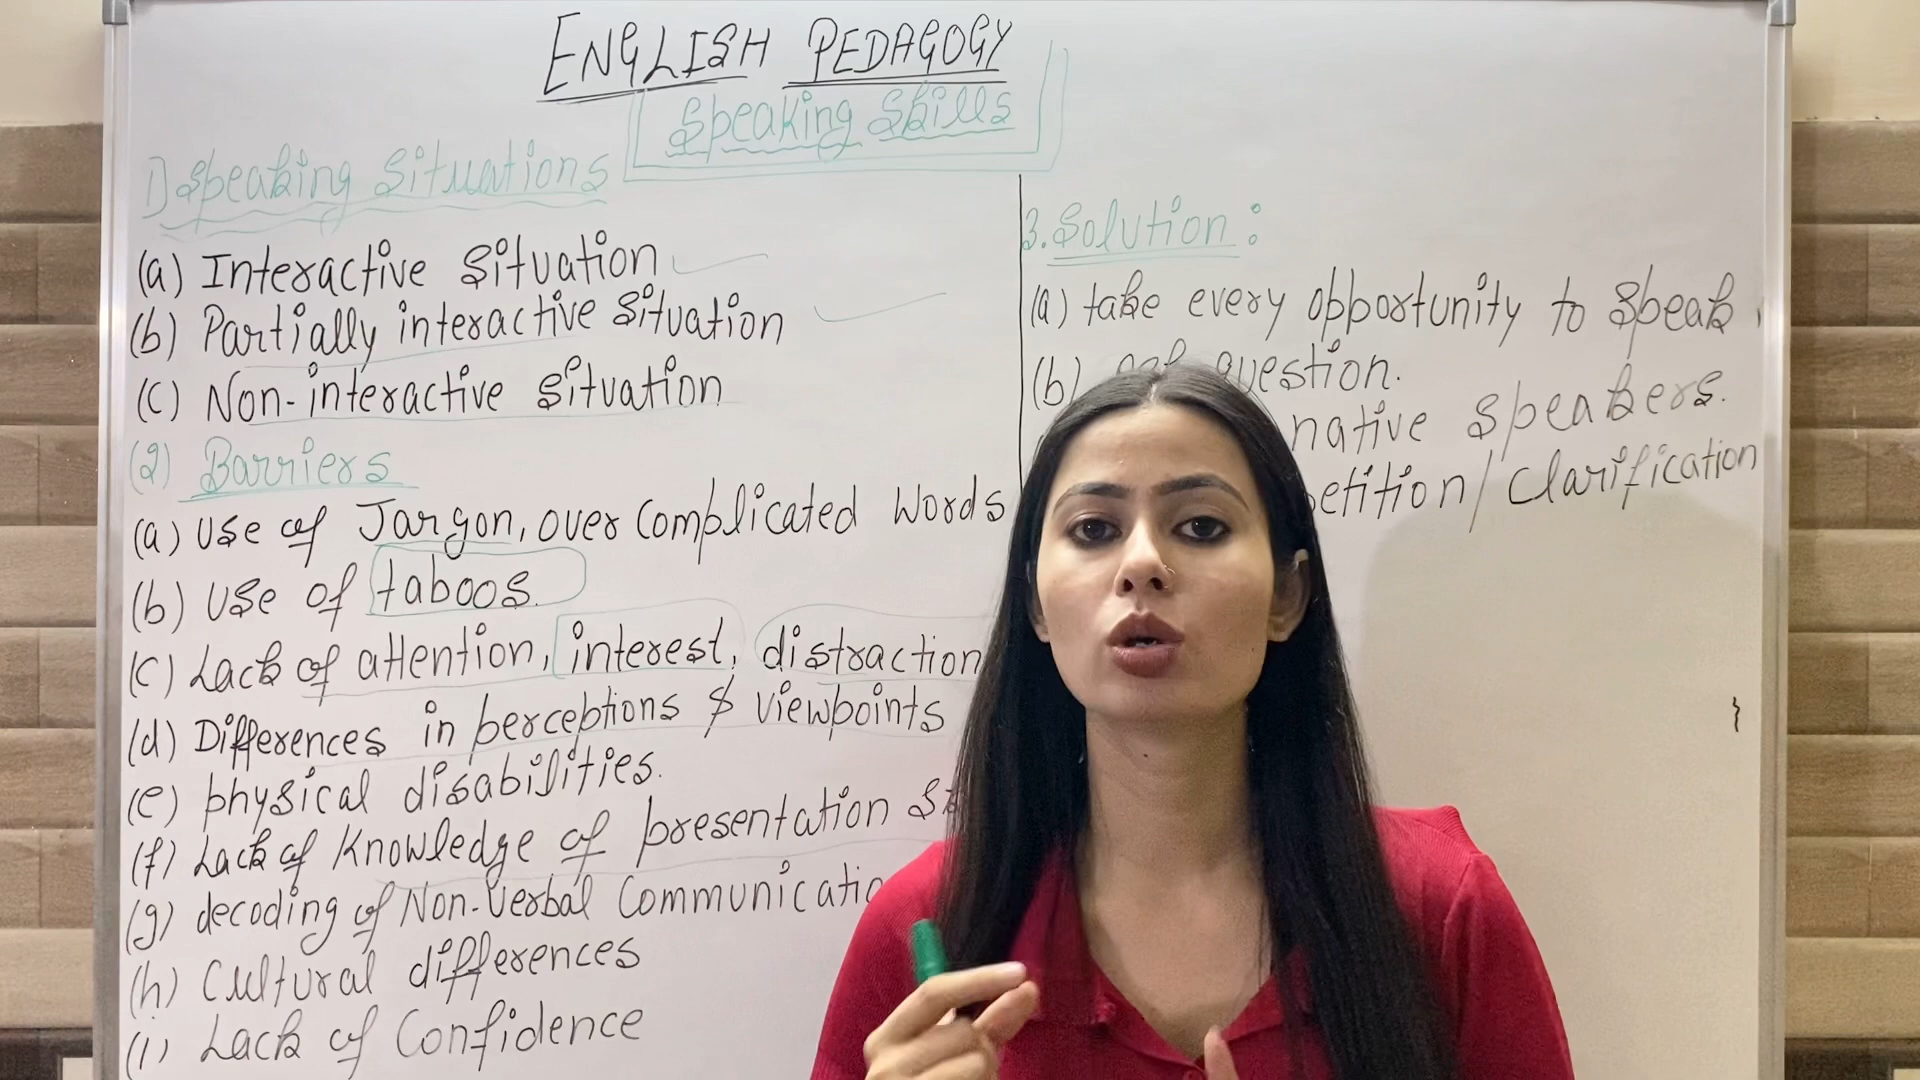 ENGLISH PEDAGOGY
Speaking Skills
1) Speaking Situations
(a) Interactive Situation
(b) Partially interactive Situation
(c) Non-interactive Situation
(2) Barriers
(a) Use of Jargon, over Complicated Words
(b) Use of taboos.
(c) Lack of attention, interest, distraction
(d) Differences in perceptions & viewpoints
(e) physical disabilities.
(f) Lack of Knowledge of presentation
(g) decoding of Non-Verbal
(h) Cultural differences
(i) Lack of Confidence
3. Solution:
(a) take every opportunity to Speak.
(b) question.
native speakers.
/ Clarification